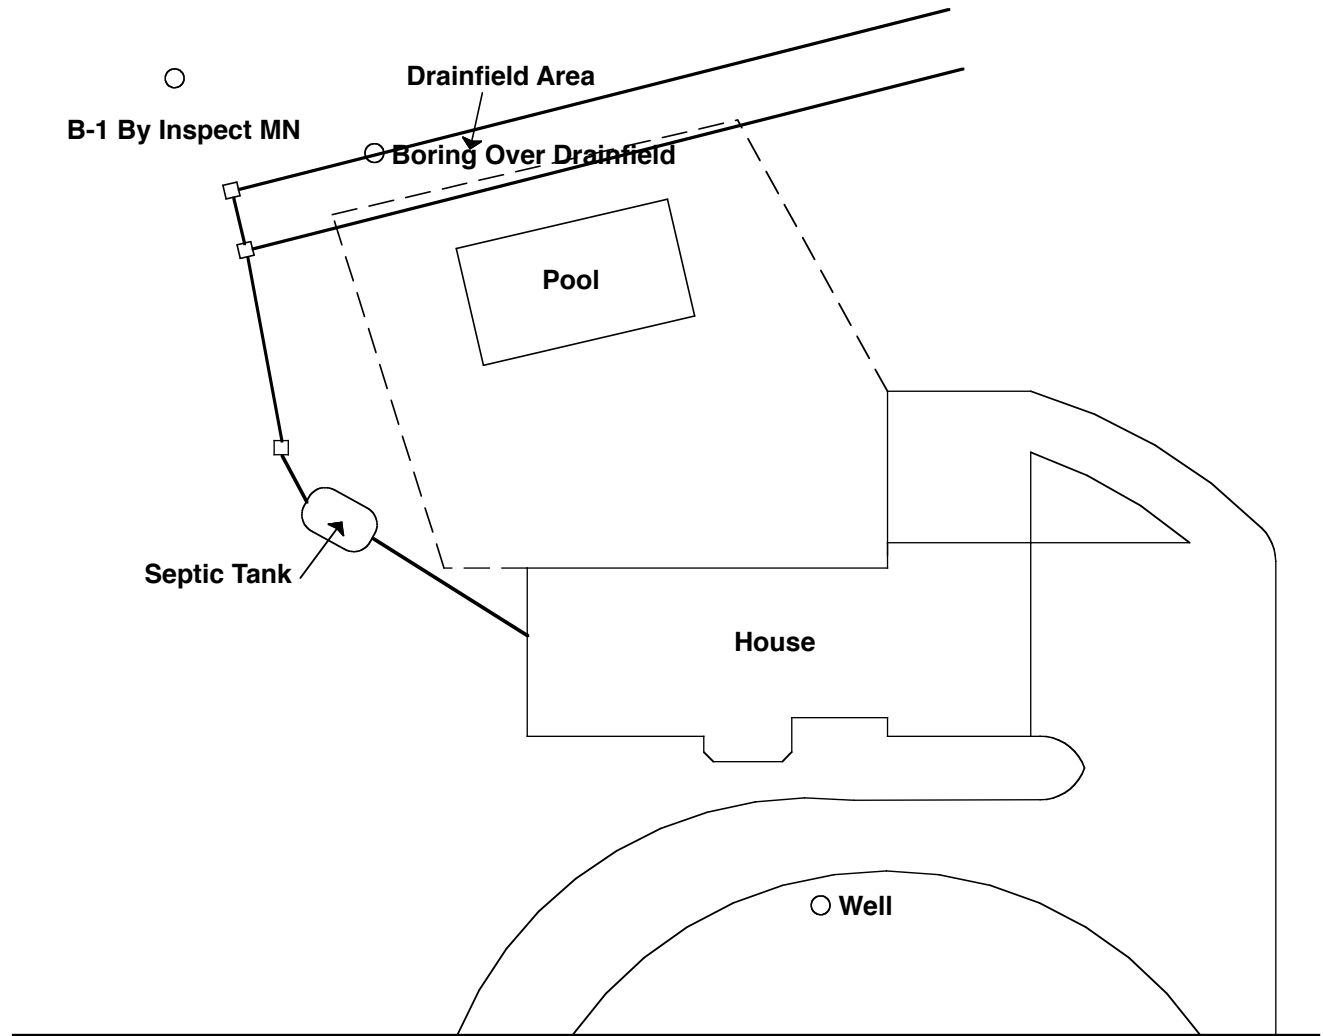 Drainfield Area
B-1 By Inspect MN
Boring Over Drainfield
Pool
Septic Tank
House
Well